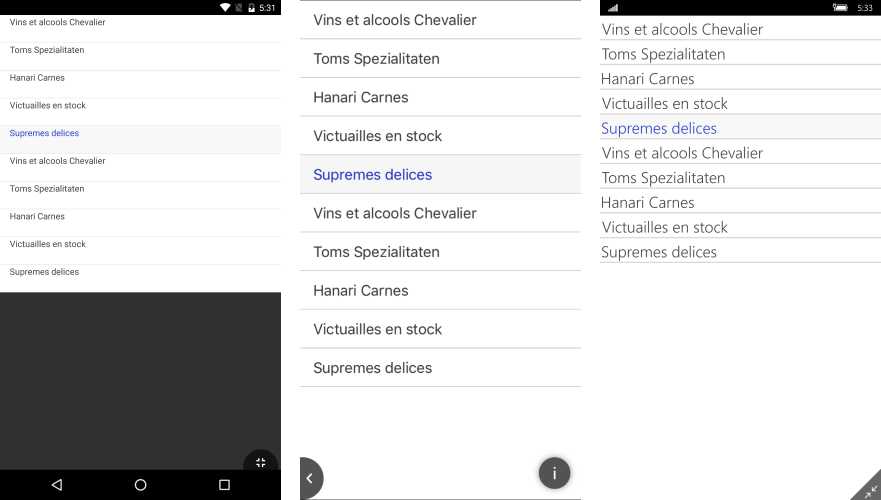 5:31
Vins et alcools Chevalier
Toms Spezialitaten
Hanari Carnes
Victuailles en stock
Supremes delices
Vins et alcools Chevalier
Toms Spezialitaten
Hanari Carnes
Victuailles en stock
Supremes delices
Vins et alcools Chevalier
Toms Spezialitaten
Hanari Carnes
Victuailles en stock
Supremes delices
Vins et alcools Chevalier
Toms Spezialitaten
Hanari Carnes
Victuailles en stock
Supremes delices
i
5:33
Vins et alcools Chevalier
Toms Spezialitaten
Hanari Carnes
Victuailles en stock
Supremes delices
Vins et alcools Chevalier
Toms Spezialitaten
Hanari Carnes
Victuailles en stock
Supremes delices